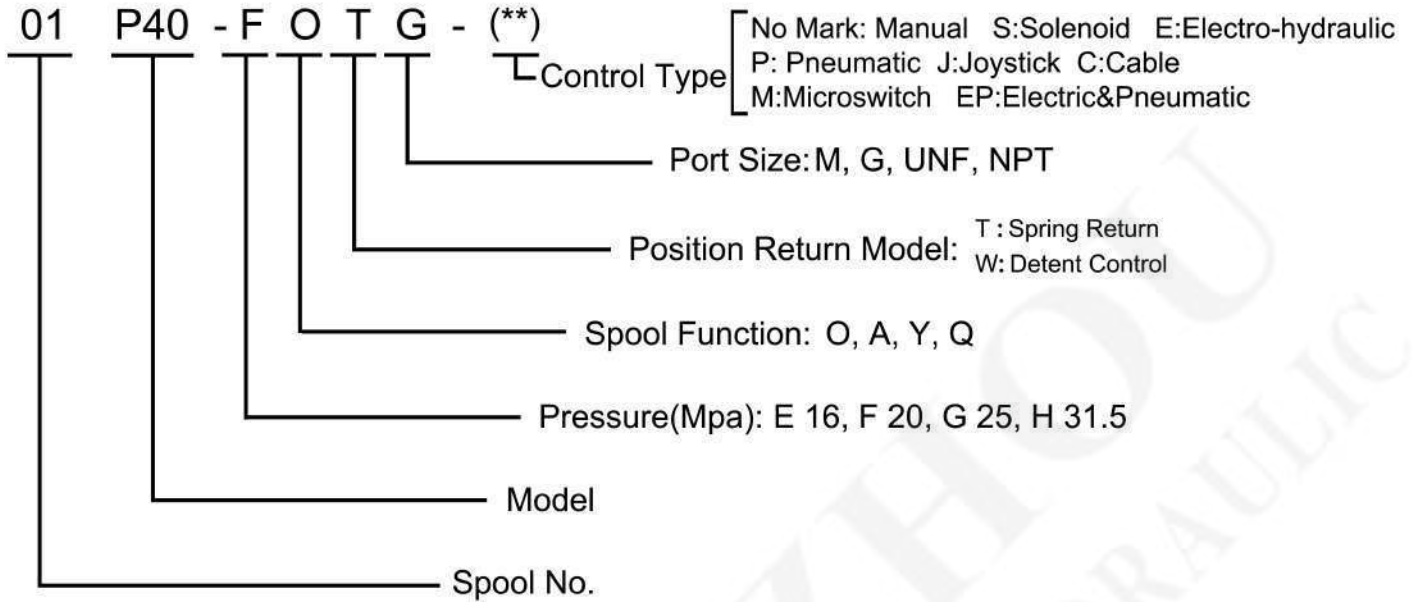 01 P40 - F O T G - (**)
Control Type
No Mark: Manual S:Solenoid E:Electro-hydraulic
P: Pneumatic J:Joystick C:Cable
M:Microswitch EP:Electric&Pneumatic
Port Size: M, G, UNF, NPT
Position Return Model:
T : Spring Return
W: Detent Control
Spool Function: O, A, Y, Q
Pressure(Mpa): E 16, F 20, G 25, H 31.5
Model
Spool No.